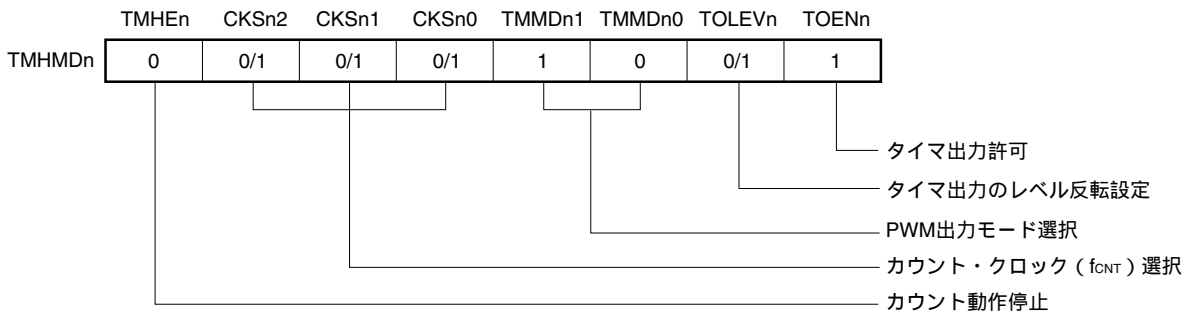 TMHEn CKSn2 CKSn1 CKSn0 TMMDn1 TMMDn0 TOLEVn TOENn
TMHMDn 0 0/1 0/1 0/1 1 0 0/1 1
タイマ出力許可
タイマ出力のレベル反転設定
PWM出力モード選択
カウント・クロック（fCNT）選択
カウント動作停止